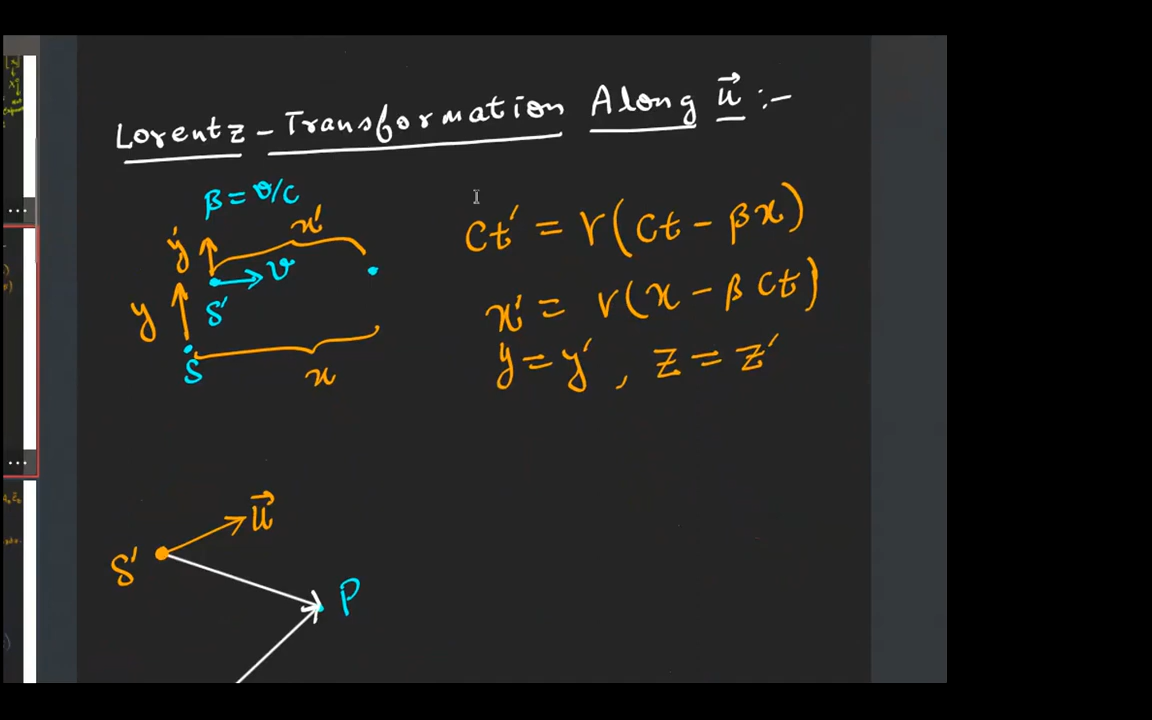 Lorentz-Transformation Along u⃗ :-
β = v/c
x'
y'
v
S'
y
S
x
ct' = r(ct - βx)
x' = r(x - βct)
y = y' , z = z'
u⃗
S'
P